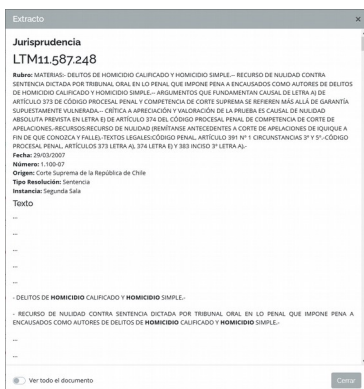 Extracto
×
Jurisprudencia
LTM11.587.248
Rubro: MATERIAS:- DELITOS DE HOMICIDIO CALIFICADO Y HOMICIDIO SIMPLE.-- RECURSO DE NULIDAD CONTRA
SENTENCIA DICTADA POR TRIBUNAL ORAL EN LO PENAL QUE IMPONE PENA A ENCAUSADOS COMO AUTORES DE DELITOS
DE HOMICIDIO CALIFICADO Y HOMICIDIO SIMPLE.-- ARGUMENTOS QUE FUNDAMENTAN CAUSAL DE LETRA A) DE
ARTÍCULO 373 DE CÓDIGO PROCESAL PENAL Y COMPETENCIA DE CORTE SUPREMA SE REFIEREN MÁS ALLÁ DE GARANTÍA
SUPUESTAMENTE VULNERADA.-- CRÍTICA A APRECIACIÓN Y VALORACIÓN DE LA PRUEBA ES CAUSAL DE NULIDAD
ABSOLUTA PREVISTA EN LETRA E) DE ARTÍCULO 374 DEL CÓDIGO PROCESAL PENAL DE COMPETENCIA DE CORTE DE
APELACIONES.-RECURSOS:RECURSO DE NULIDAD (REMÍTANSE ANTECEDENTES A CORTE DE APELACIONES DE IQUIQUE A
FIN DE QUE CONOZCA Y FALLE).-TEXTOS LEGALES:CÓDIGO PENAL, ARTÍCULO 391 Nº 1 CIRCUNSTANCIAS 3ª Y 5ª.-CÓDIGO
PROCESAL PENAL, ARTÍCULOS 373 LETRA A), 374 LETRA E) Y 383 INCISO 3º LETRA A).-
Fecha: 29/03/2007
Número: 1.100-07
Origen: Corte Suprema de la República de Chile
Tipo Resolución: Sentencia
Instancia: Segunda Sala
Texto
...
...
...
...
...
- DELITOS DE HOMICIDIO CALIFICADO Y HOMICIDIO SIMPLE.-
- RECURSO DE NULIDAD CONTRA SENTENCIA DICTADA POR TRIBUNAL ORAL EN LO PENAL QUE IMPONE PENA A
ENCAUSADOS COMO AUTORES DE DELITOS DE HOMICIDIO CALIFICADO Y HOMICIDIO SIMPLE.-
...
...
Ver todo el documento
Cerrar